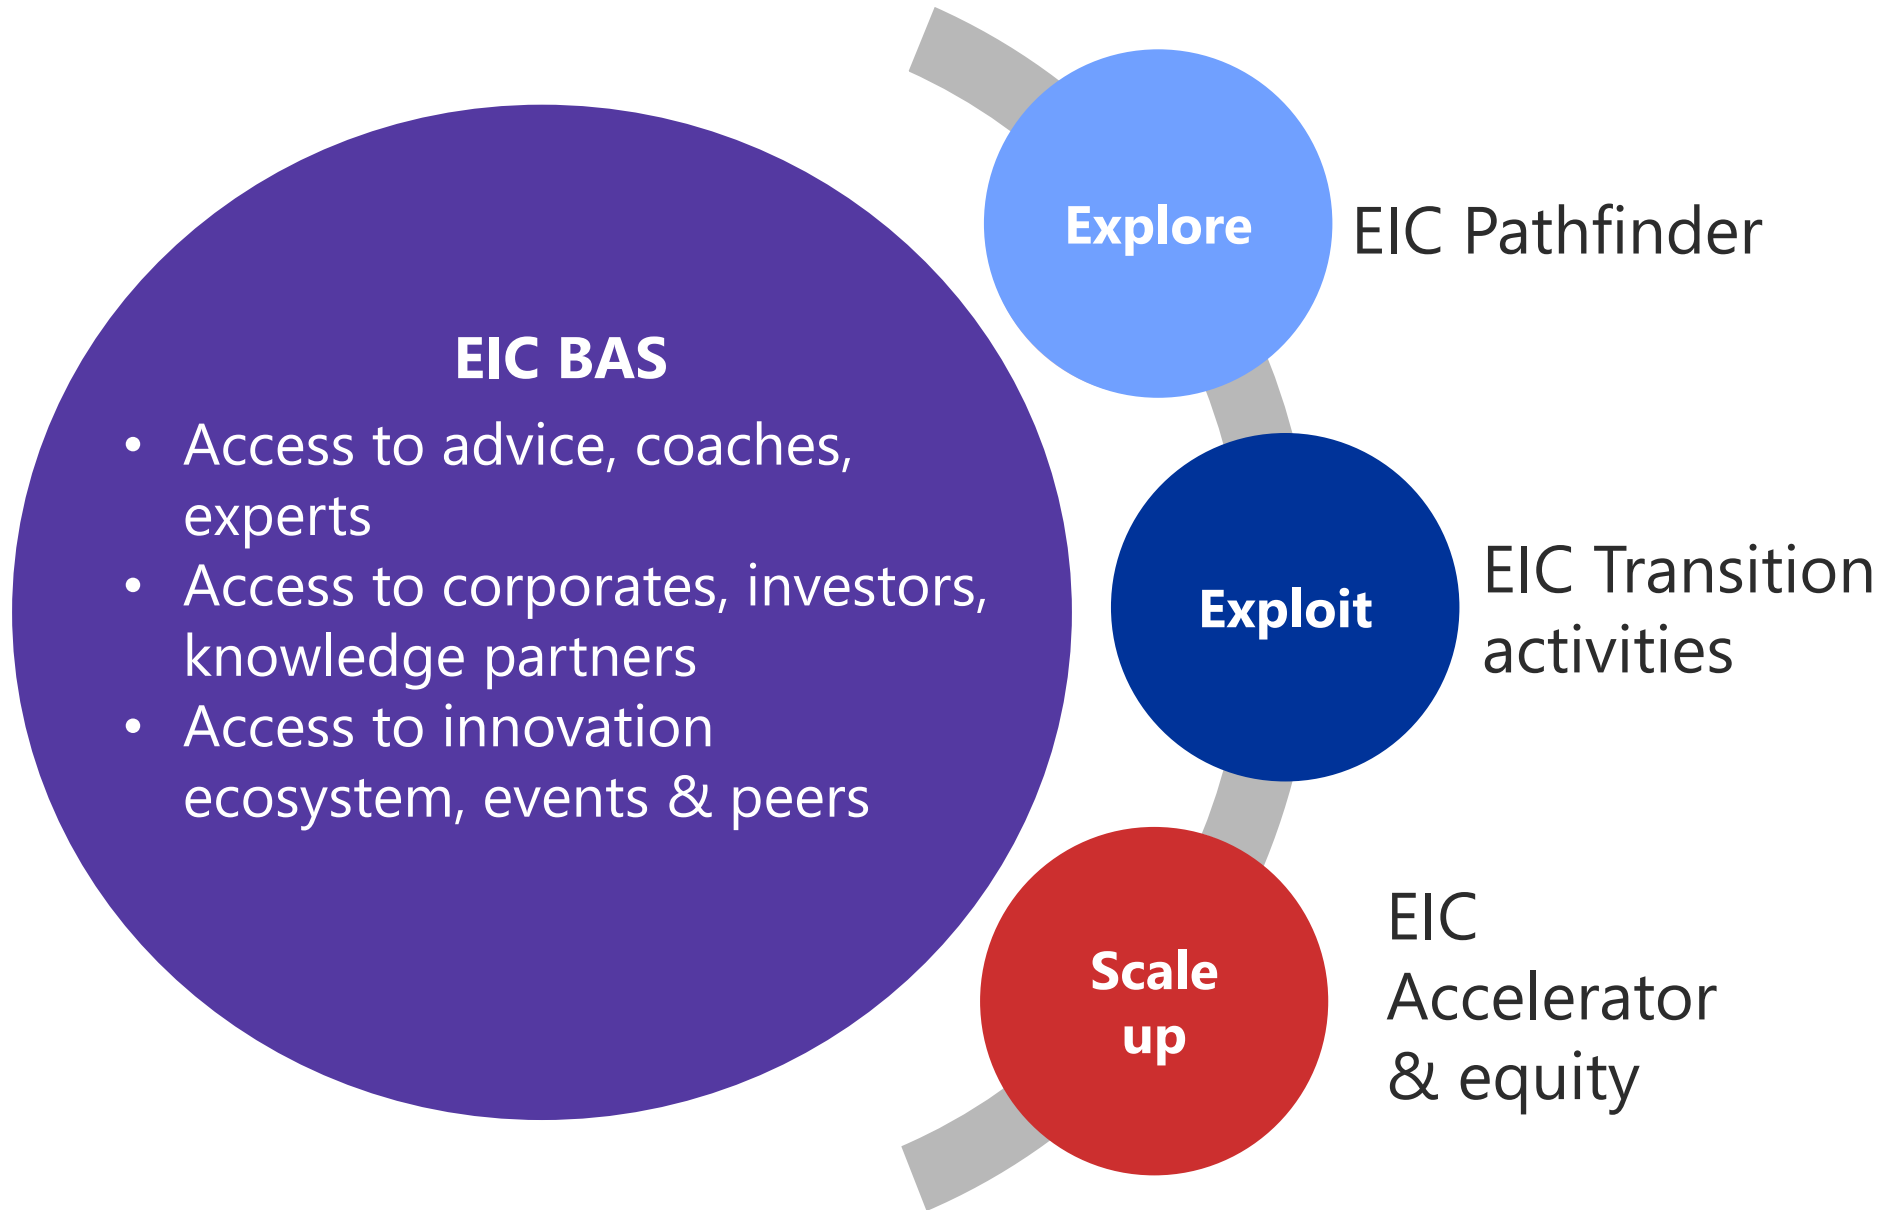 EIC BAS
• Access to advice, coaches,
experts
• Access to corporates, investors,
knowledge partners
• Access to innovation
ecosystem, events & peers
Explore
EIC Pathfinder
Exploit
EIC Transition
activities
Scale
up
EIC
Accelerator
& equity